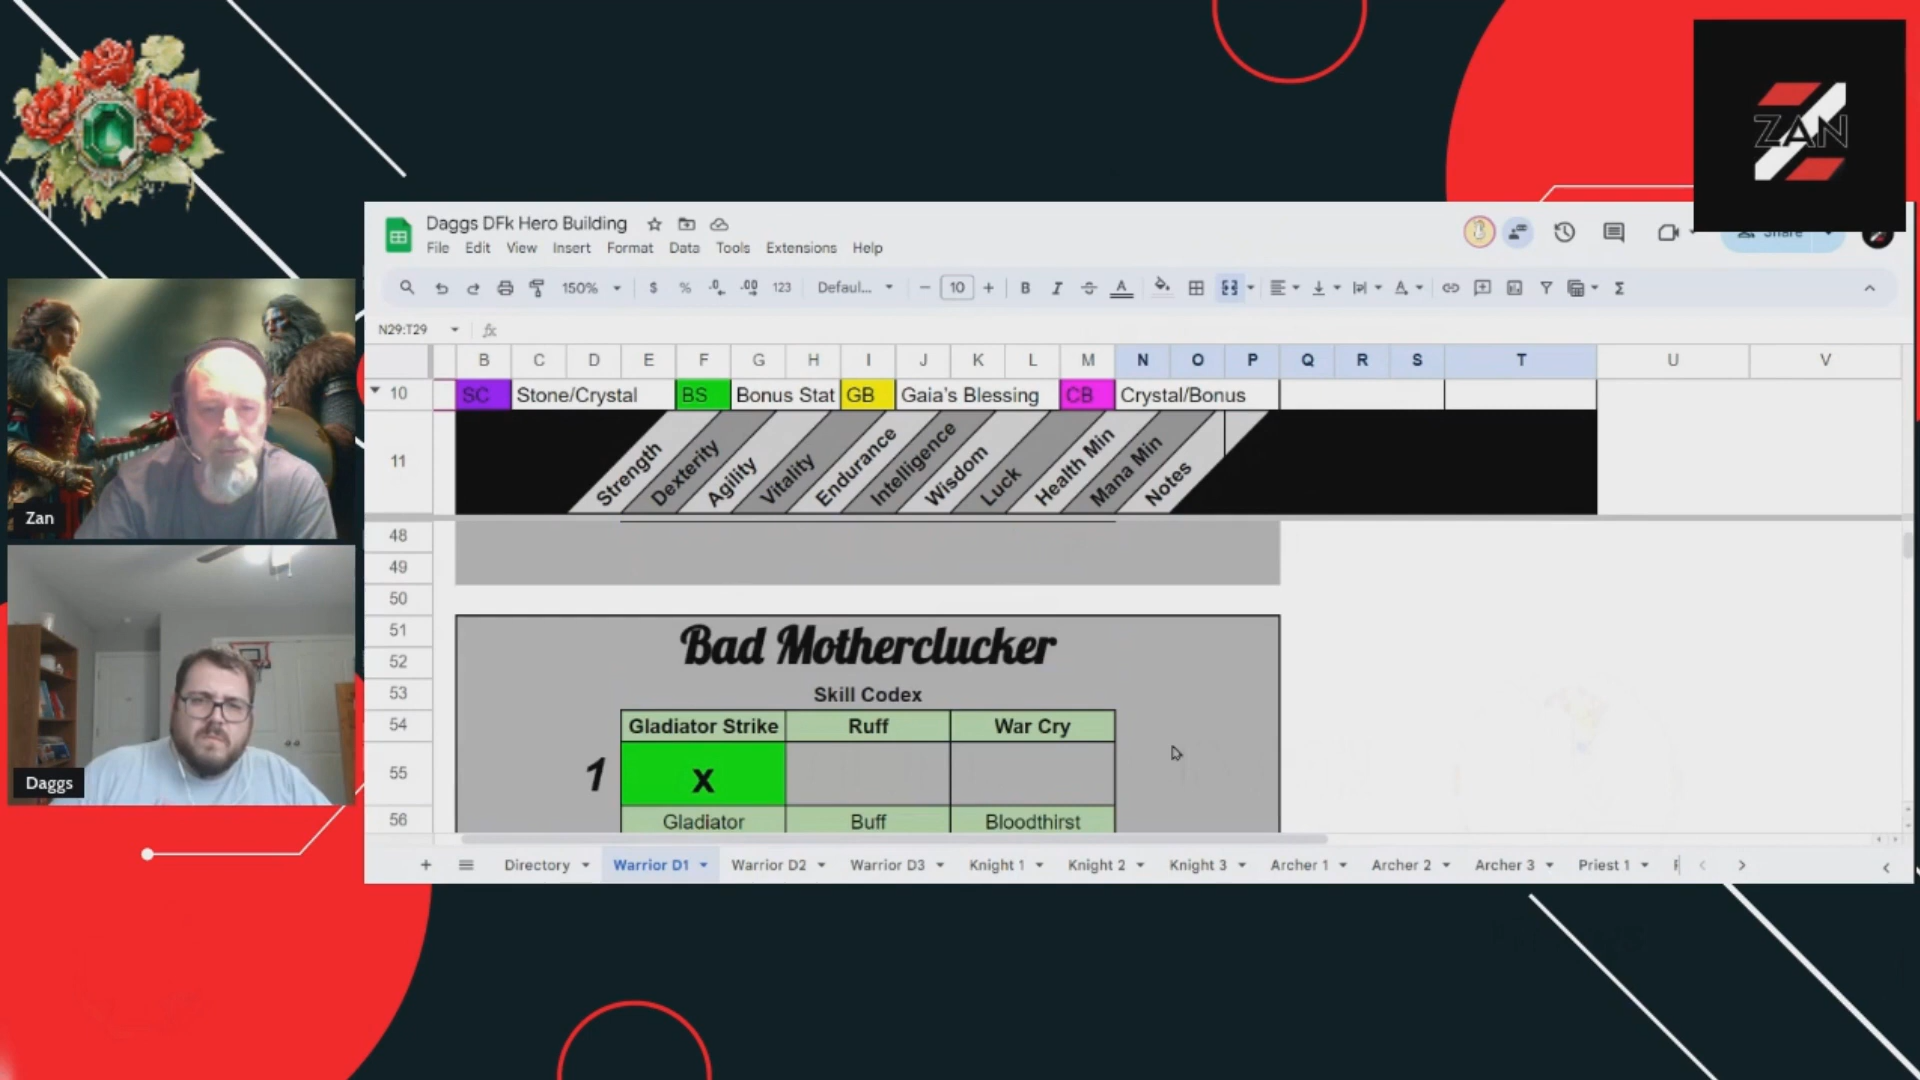 ZAN
Daggs DFk Hero Building
File Edit View Insert Format Data Tools Extensions Help
Share
150% $ % .0 .00 123 Defaul... − 10 + B I S A Σ
N29:T29 fx
B C D E F G H I J K L M N O P Q R S T U V
10 SC Stone/Crystal BS Bonus Stat GB Gaia's Blessing CB Crystal/Bonus
11 Strength Dexterity Agility Vitality Endurance Intelligence Wisdom Luck Health Min Mana Min Notes
48
49
50
51
Bad Motherclucker
52
53 Skill Codex
54 Gladiator Strike Ruff War Cry
55 1 X
56 Gladiator Buff Bloodthirst
Zan
Daggs
+ Directory Warrior D1 Warrior D2 Warrior D3 Knight 1 Knight 2 Knight 3 Archer 1 Archer 2 Archer 3 Priest 1